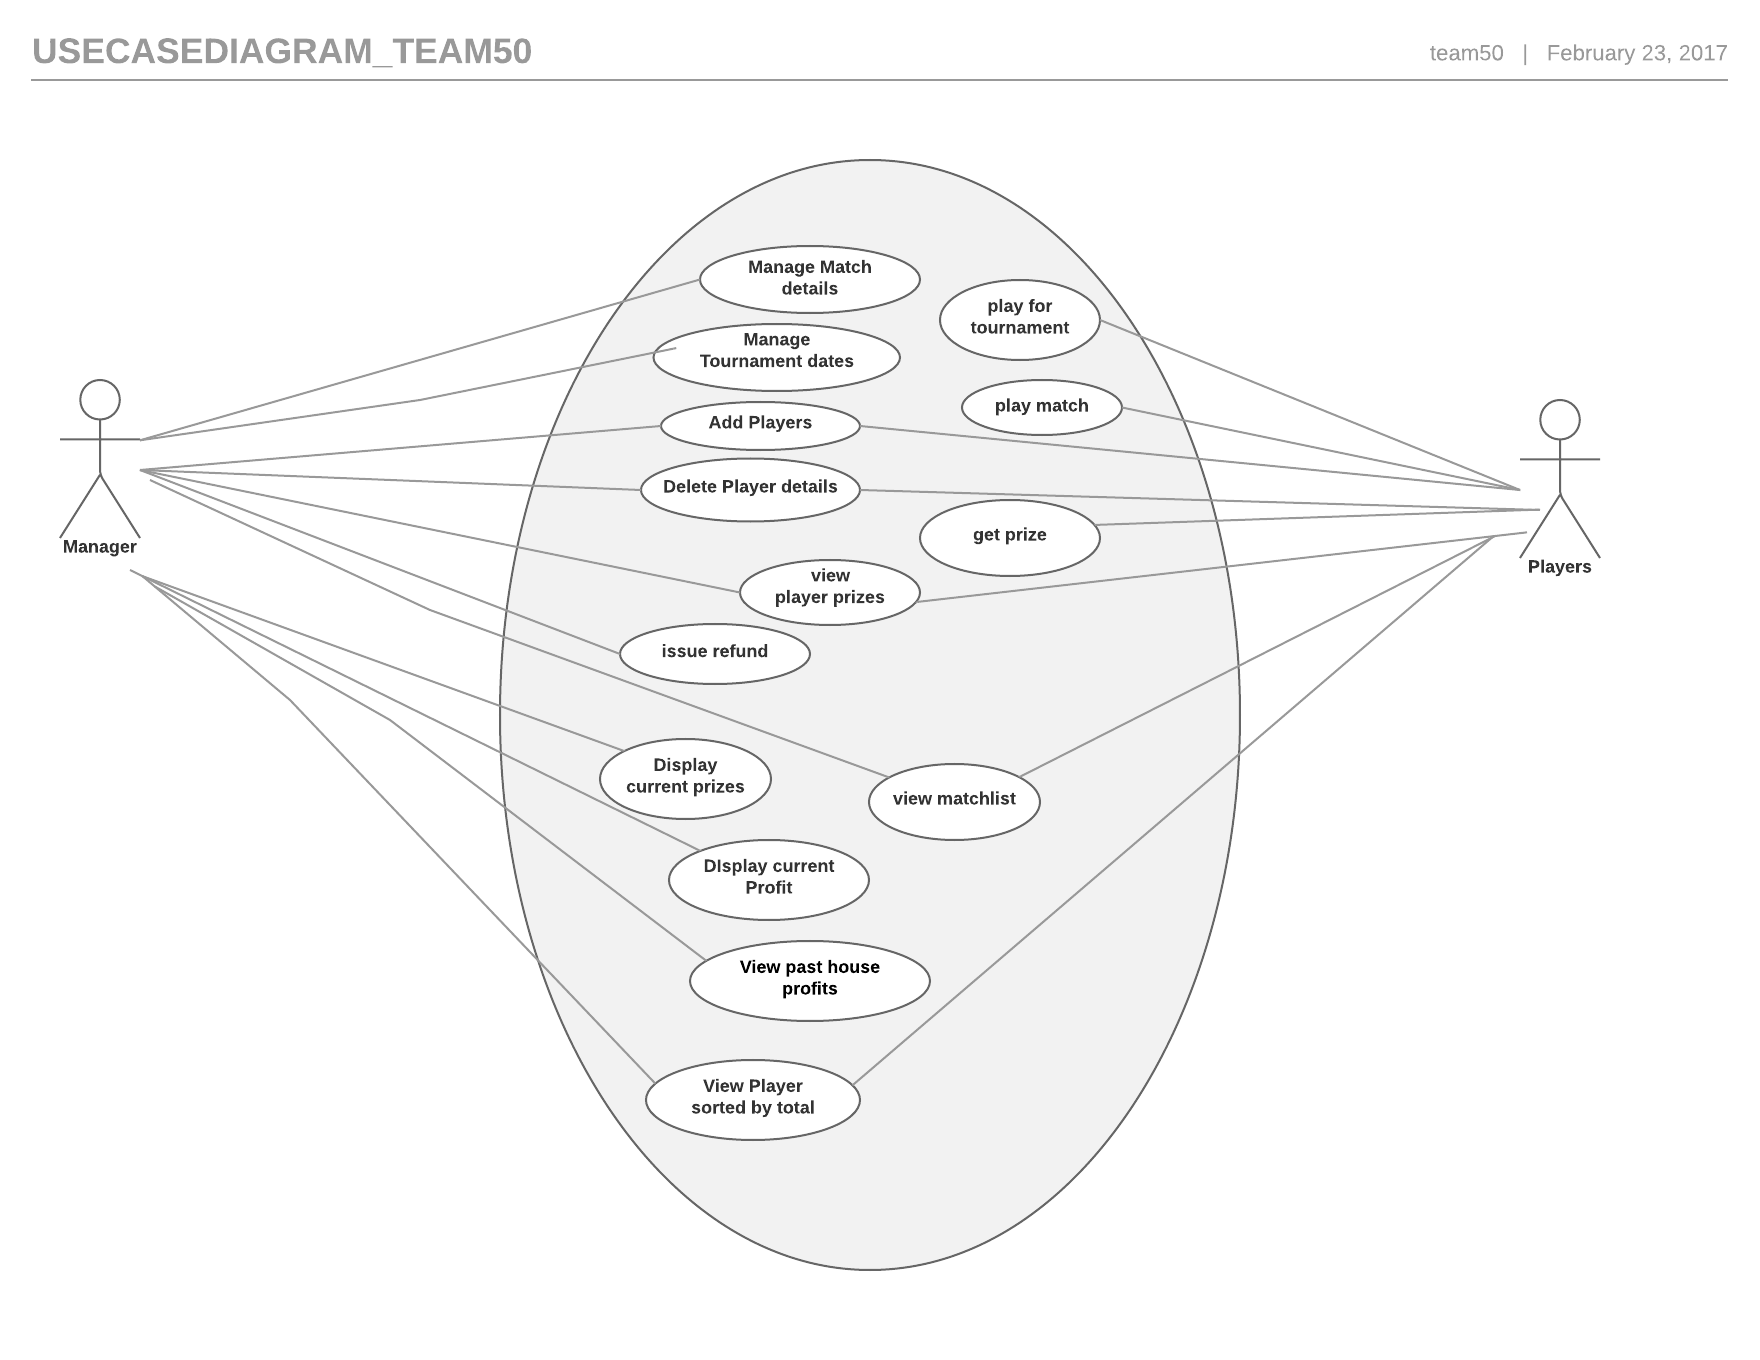 USECASEDIAGRAM_TEAM50
team50 | February 23, 2017
Manage Match
details
play for
tournament
Manage
Tournament dates
play match
Add Players
Delete Player details
get prize
Manager
Players
view
player prizes
issue refund
Display
current prizes
view matchlist
DIsplay current
Profit
View past house
profits
View Player
sorted by total